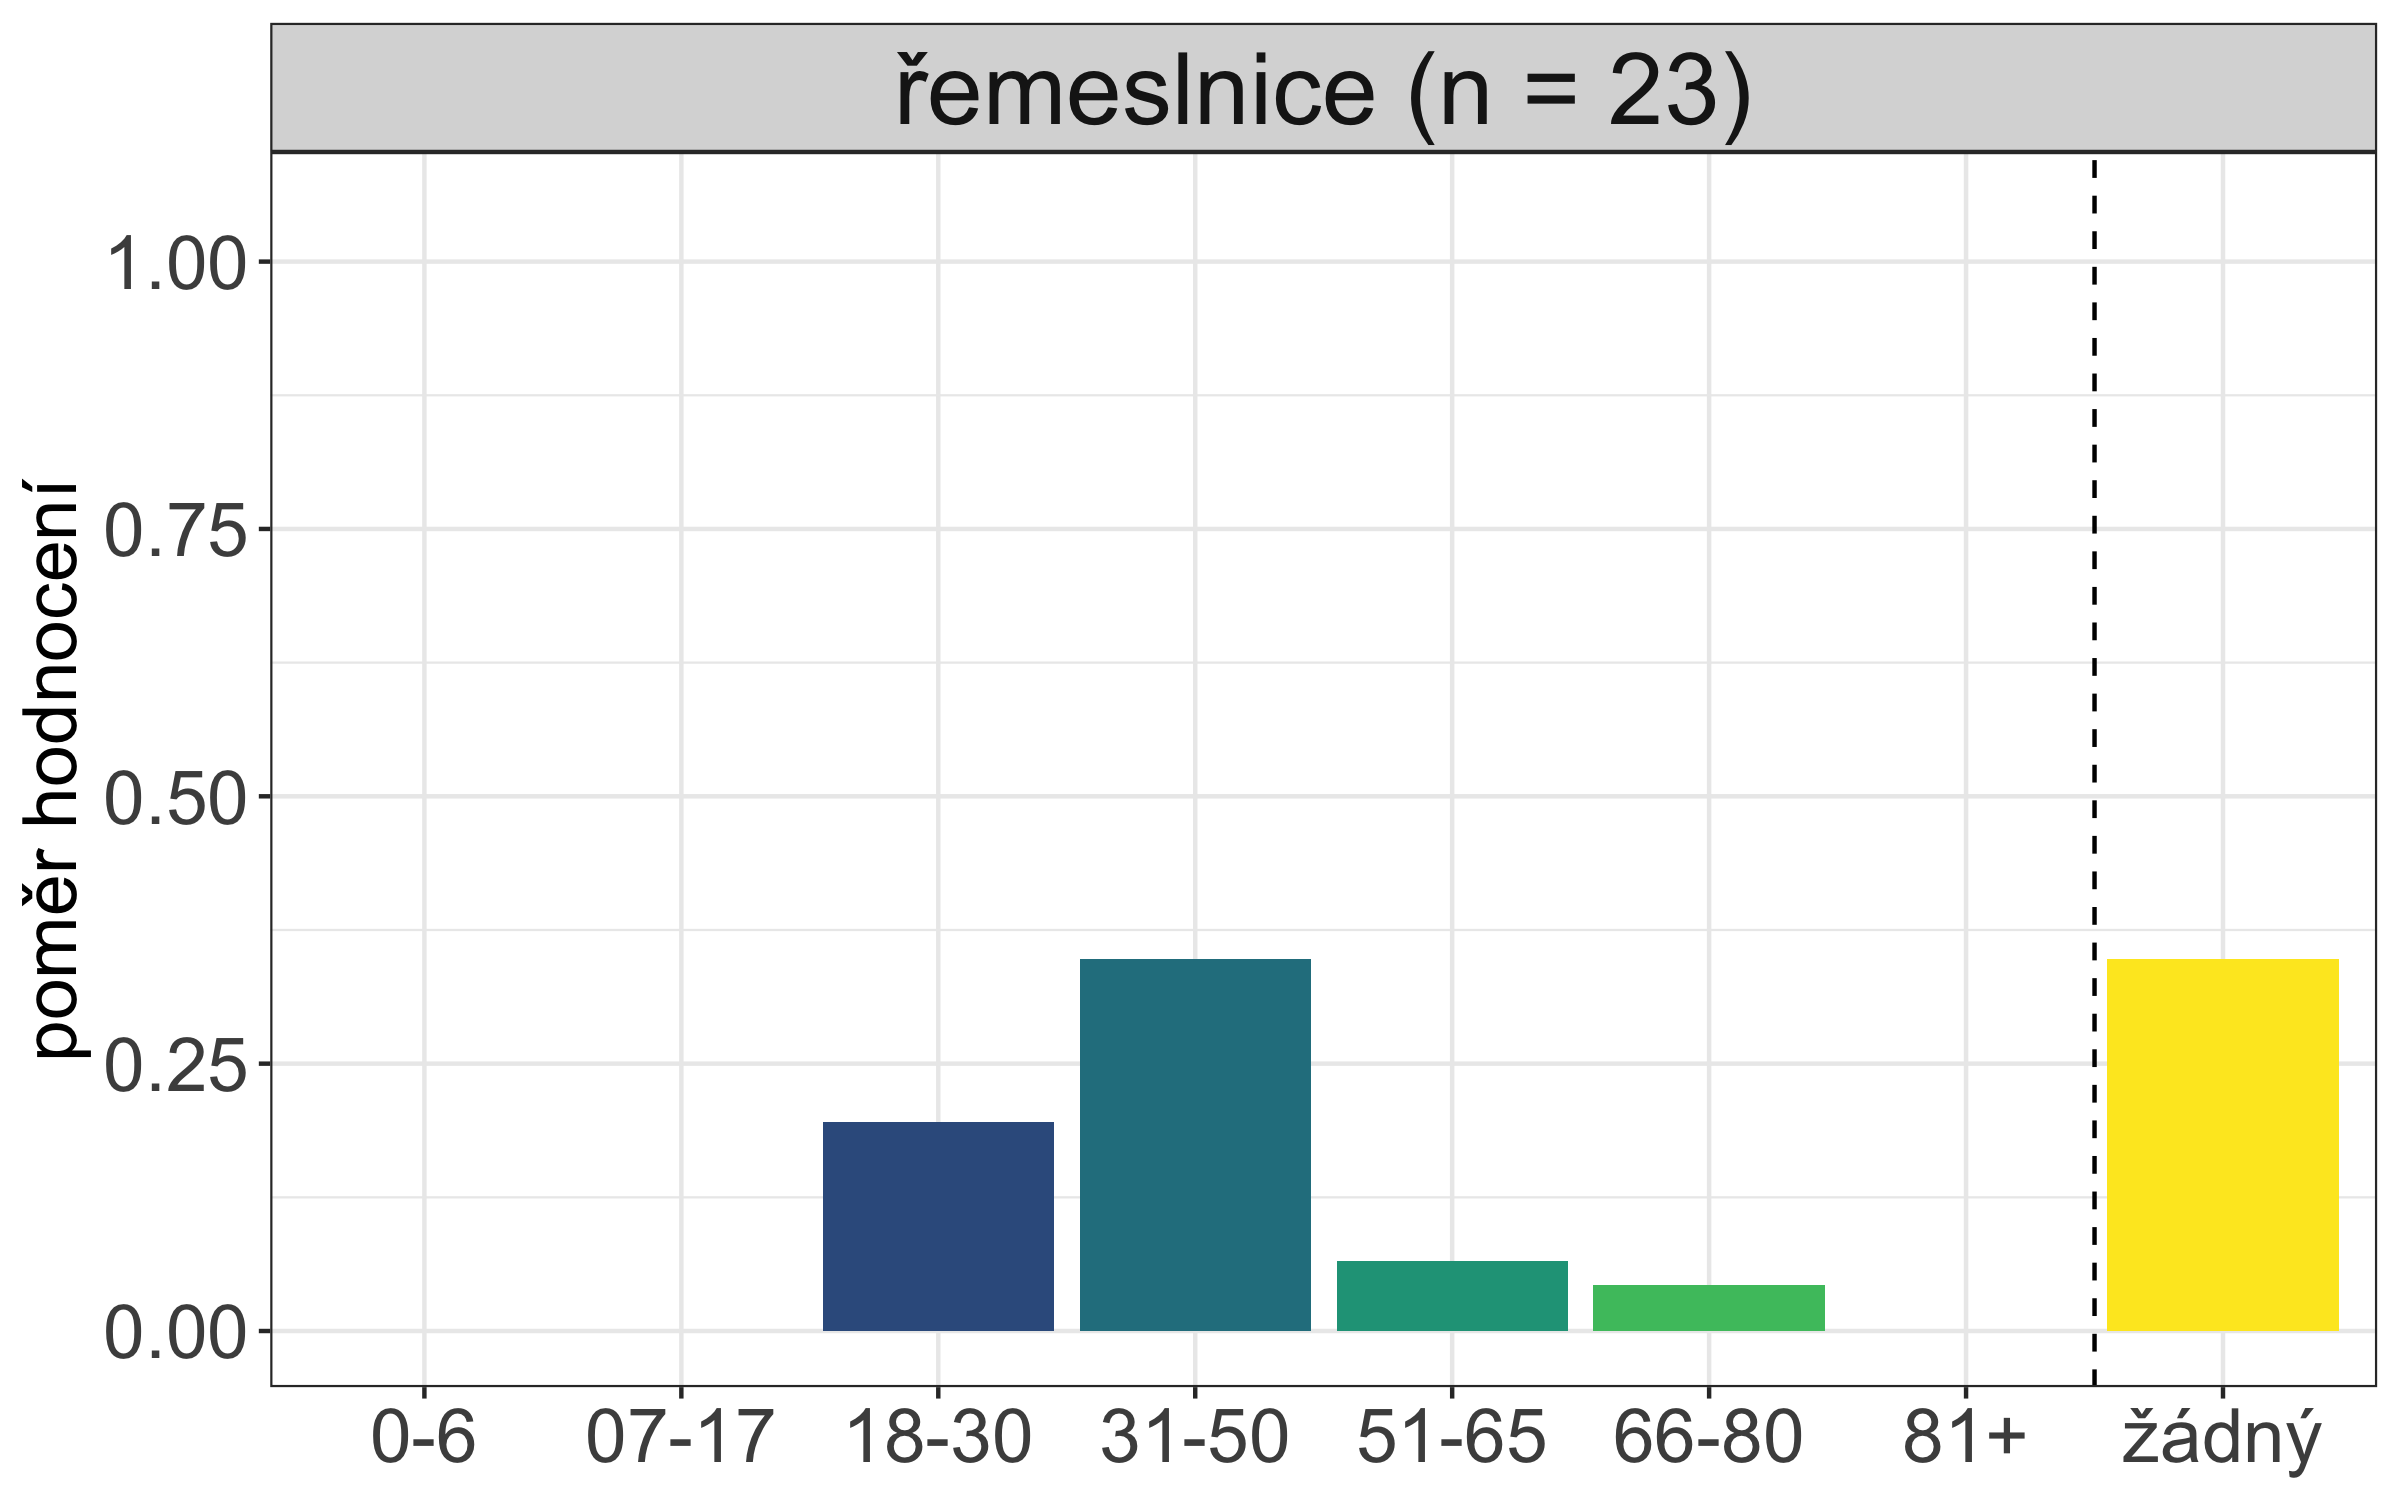 řemeslnice (n = 23)
poměr hodnocení
1.00
0.75
0.50
0.25
0.00
0-6 07-17 18-30 31-50 51-65 66-80 81+ žádný